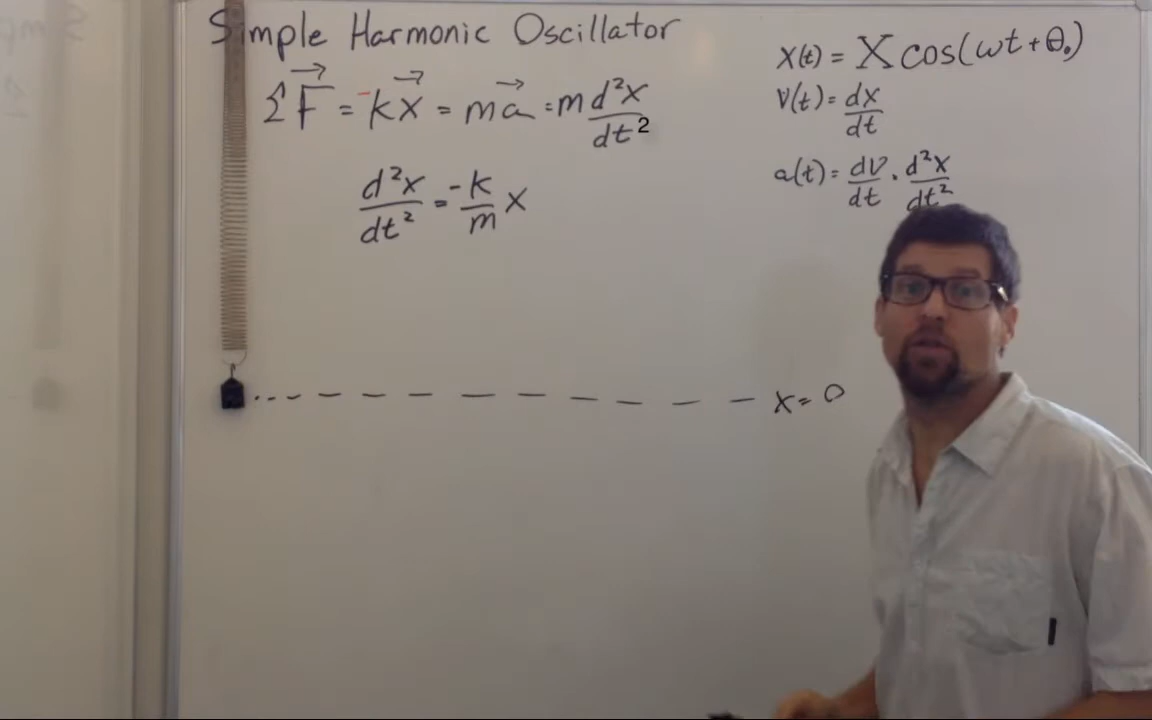 Simple Harmonic Oscillator
ΣF⃗ = -kx⃗ = ma⃗ = m d²x/dt²
d²x/dt² = -k/m x
x(t) = X cos(ωt + θ₀)
v(t) = dx/dt
a(t) = dv/dt . d²x/dt²
x = 0